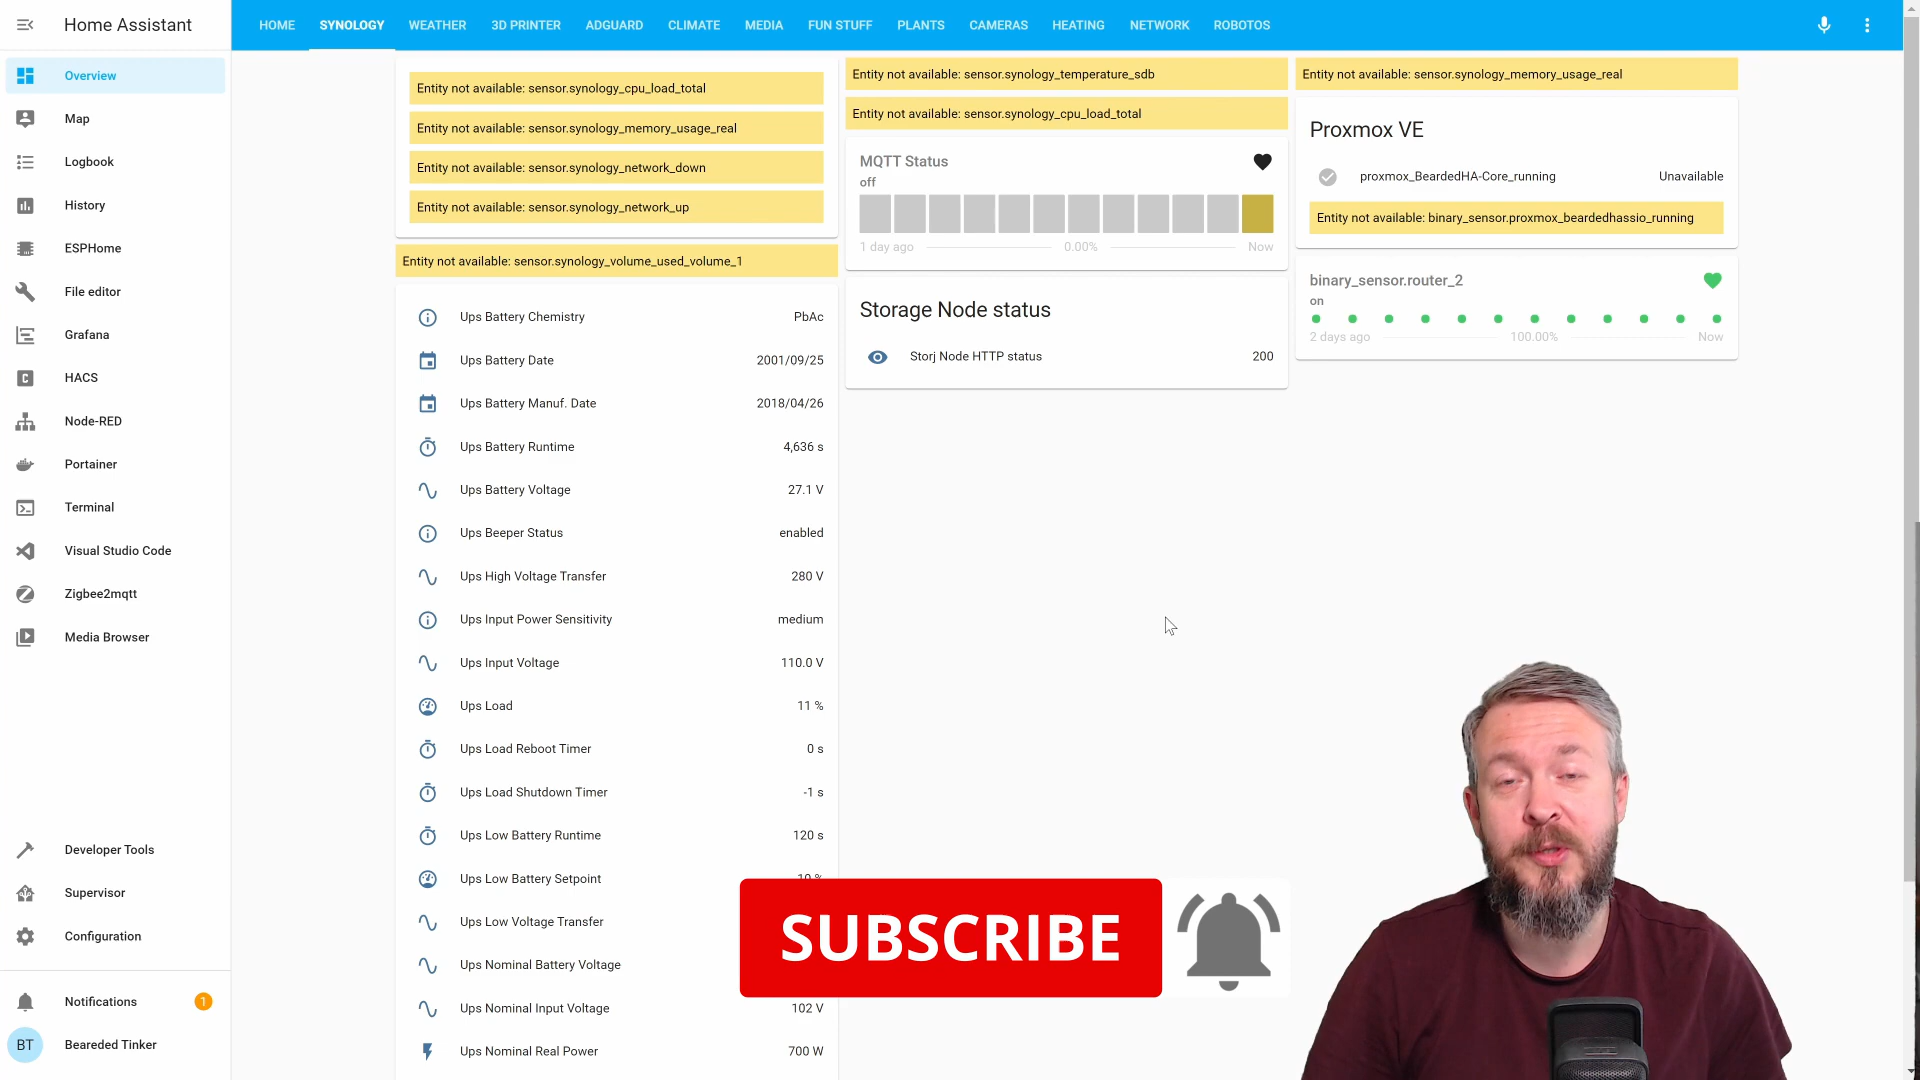 Home Assistant
HOME SYNOLOGY WEATHER 3D PRINTER ADGUARD CLIMATE MEDIA FUN STUFF PLANTS CAMERAS HEATING NETWORK ROBOTOS
Overview
Map
Logbook
History
ESPHome
File editor
Grafana
HACS
Node-RED
Portainer
Terminal
Visual Studio Code
Zigbee2mqtt
Media Browser
Developer Tools
Supervisor
Configuration
Notifications 1
BT Beareded Tinker
Entity not available: sensor.synology_cpu_load_total
Entity not available: sensor.synology_memory_usage_real
Entity not available: sensor.synology_network_down
Entity not available: sensor.synology_network_up
Entity not available: sensor.synology_volume_used_volume_1
Ups Battery Chemistry PbAc
Ups Battery Date 2001/09/25
Ups Battery Manuf. Date 2018/04/26
Ups Battery Runtime 4,636 s
Ups Battery Voltage 27.1 V
Ups Beeper Status enabled
Ups High Voltage Transfer 280 V
Ups Input Power Sensitivity medium
Ups Input Voltage 110.0 V
Ups Load 11 %
Ups Load Reboot Timer 0 s
Ups Load Shutdown Timer -1 s
Ups Low Battery Runtime 120 s
Ups Low Battery Setpoint
Ups Low Voltage Transfer
Ups Nominal Battery Voltage
Ups Nominal Input Voltage 102 V
Ups Nominal Real Power 700 W
Entity not available: sensor.synology_temperature_sdb
Entity not available: sensor.synology_cpu_load_total
MQTT Status
off
1 day ago 0.00% Now
Storage Node status
Storj Node HTTP status 200
Entity not available: sensor.synology_memory_usage_real
Proxmox VE
proxmox_BeardedHA-Core_running Unavailable
Entity not available: binary_sensor.proxmox_beardedhassio_running
binary_sensor.router_2
on
2 days ago 100.00% Now
SUBSCRIBE